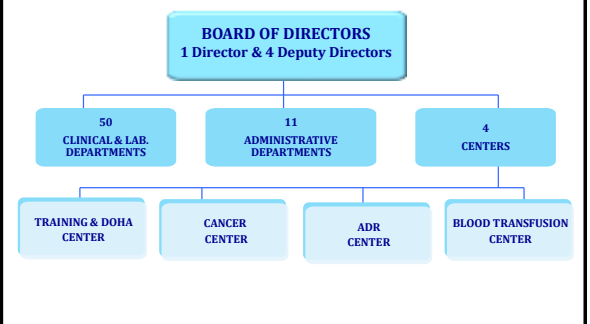 BOARD OF DIRECTORS
1 Director & 4 Deputy Directors
50
CLINICAL & LAB.
DEPARTMENTS
11
ADMINISTRATIVE
DEPARTMENTS
4
CENTERS
TRAINING & DOHA
CENTER
CANCER
CENTER
ADR
CENTER
BLOOD TRANSFUSION
CENTER